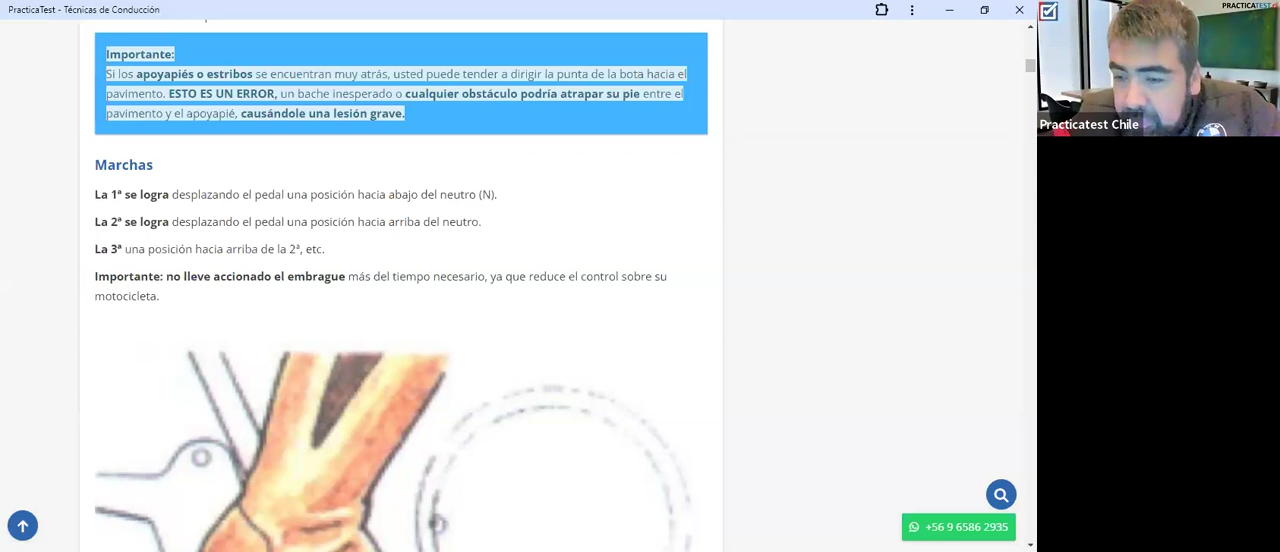 PracticaTest - Técnicas de Conducción
PRACTICATEST
Importante:
Si los apoyapiés o estribos se encuentran muy atrás, usted puede tender a dirigir la punta de la bota hacia el
pavimento. ESTO ES UN ERROR, un bache inesperado o cualquier obstáculo podría atrapar su pie entre el
pavimento y el apoyapié, causándole una lesión grave.
Practicatest Chile
Marchas
La 1ª se logra desplazando el pedal una posición hacia abajo del neutro (N).
La 2ª se logra desplazando el pedal una posición hacia arriba del neutro.
La 3ª una posición hacia arriba de la 2ª, etc.
Importante: no lleve accionado el embrague más del tiempo necesario, ya que reduce el control sobre su
motocicleta.
+56 9 6586 2935